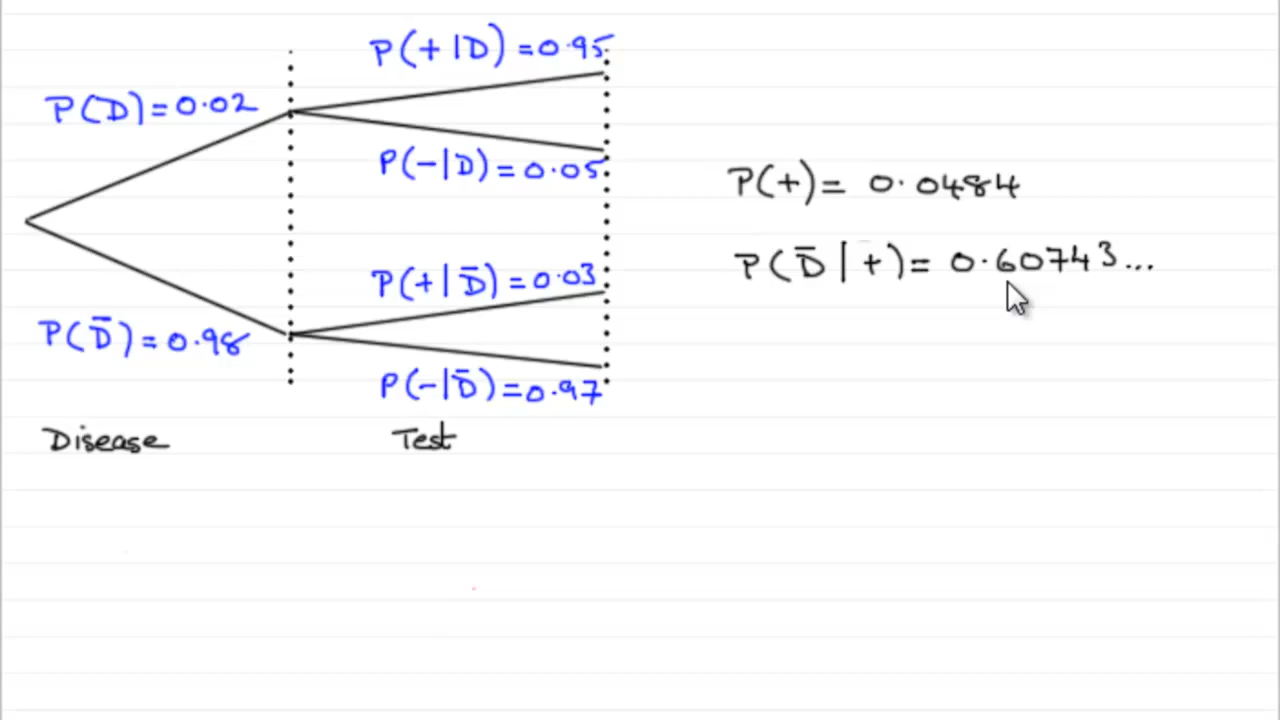 P(+|D) = 0.95
P(D) = 0.02
P(-|D) = 0.05
P(+) = 0.0484
P(D̄|+) = 0.60743...
P(+|D̄) = 0.03
P(D̄) = 0.98
P(-|D̄) = 0.97
Disease
Test